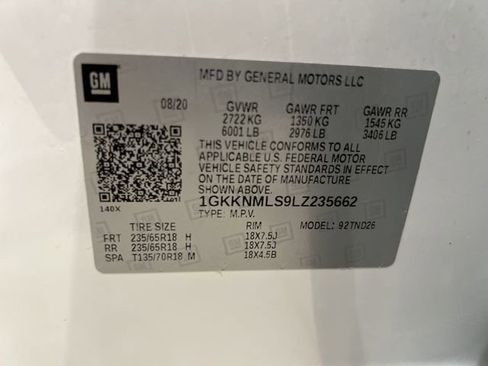 GM
MFD BY GENERAL MOTORS LLC
08/20 GVWR GAWR FRT GAWR RR
2722 KG 1350 KG 1545 KG
6001 LB 2976 LB 3406 LB
THIS VEHICLE CONFORMS TO ALL
APPLICABLE U.S. FEDERAL MOTOR
VEHICLE SAFETY STANDARDS IN EFFECT
ON THE DATE OF MANUFACTURE
SHOWN ABOVE.
1GKKNMLS9LZ235662
140X
TYPE: M.P.V. MODEL: 92TND26
TIRE SIZE RIM
FRT 235/65R18 H 18X7.5J
RR 235/65R18 H 18X7.5J
SPA T135/70R18 M 18X4.5B